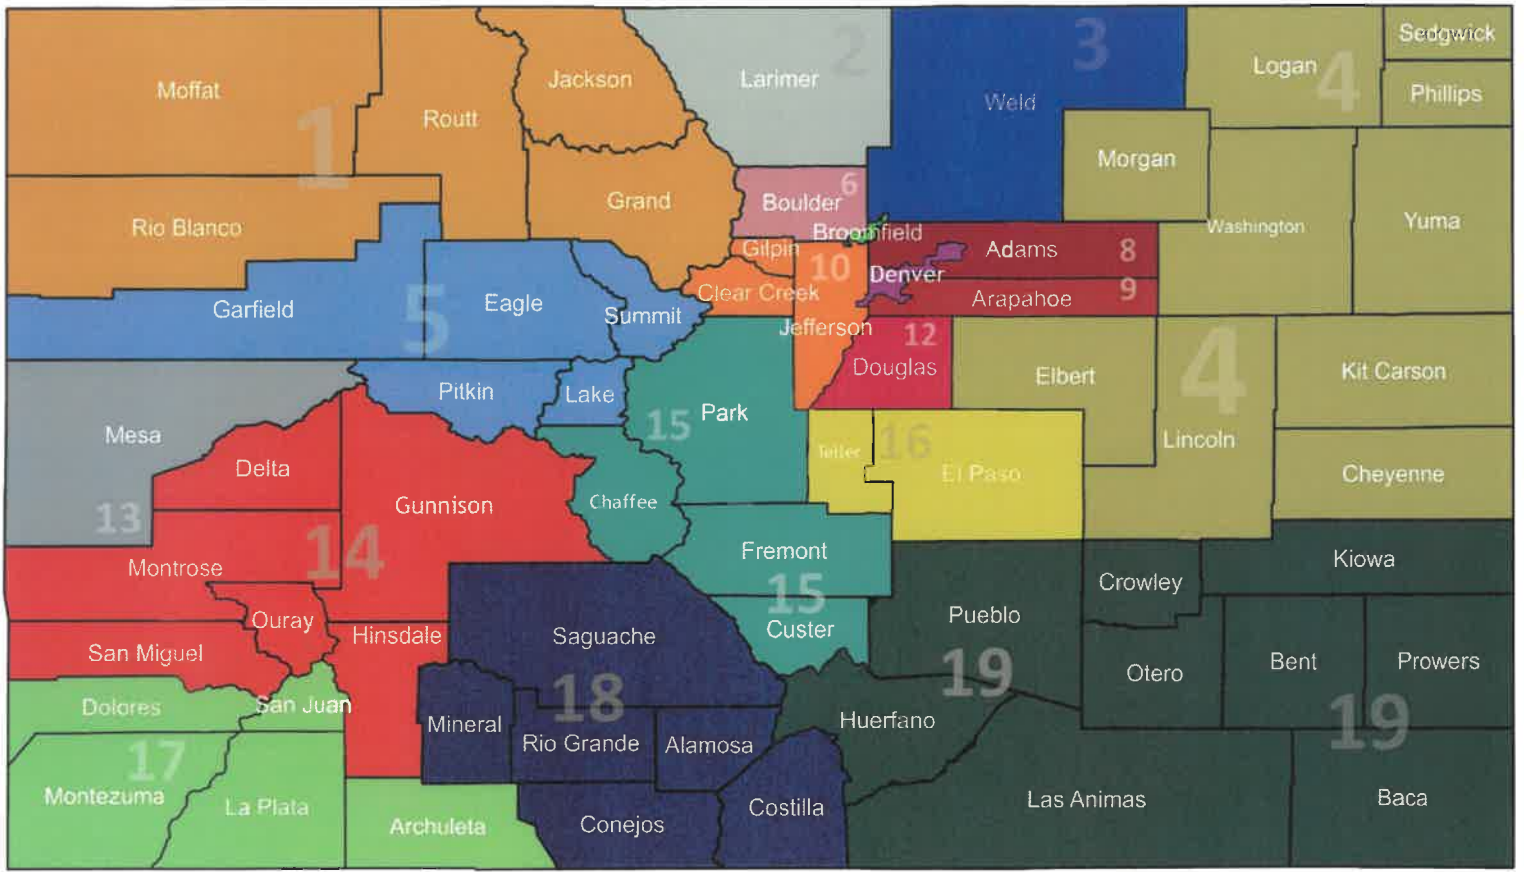 Moffat
1
Routt
Jackson
Larimer
2
3
Weld
Logan
4
Sedgwick
Phillips
Rio Blanco
Grand
Boulder
6
Morgan
Washington
Yuma
Gilpin
Broomfield
Denver
Adams
8
Clear Creek
10
Arapahoe
9
Garfield
5
Eagle
Summit
Jefferson
12
Douglas
Elbert
4
Lincoln
Kit Carson
Cheyenne
Pitkin
Lake
Park
15
Mesa
13
Delta
Gunnison
Chaffee
Teller
16
El Paso
Montrose
14
Fremont
15
Custer
Pueblo
19
Crowley
Kiowa
Ouray
Hinsdale
San Miguel
Saguache
18
Otero
Bent
Prowers
19
Dolores
San Juan
Mineral
Rio Grande
Alamosa
Huerfano
17
Montezuma
La Plata
Archuleta
Conejos
Costilla
Las Animas
Baca